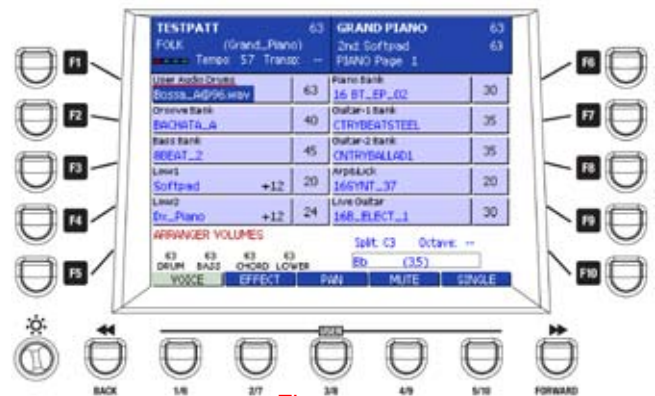 TESTPATT 63 GRAND PIANO 63
FOLK (Grand_Piano) 2nd: Softpad 63
Tempo: 57 Transp: -- PIANO Page 1
F1
F6
User Audio Drums
Bossa_A@96.wav 63
Piano Bank
16 BT_EP_02 30
F2
F7
Groove Bank
BACHATA_A 40
Guitar-1 Bank
CTRYBEATSTEEL 35
Bass Bank
8BEAT_2 45
Guitar-2 Bank
CNTRYBALLAD1 35
F3
F8
Lower1
Softpad +12 20
Arp&Lick
16SYNT_37 20
F4
F9
Lower2
Dx_Piano +12 24
Live Guitar
16B_ELECT_1 30
ARRANGER VOLUMES
Split: C3 Octave: --
63 63 63 63
DRUM BASS CHORD LOWER
Bb (3,5)
F5
F10
VOICE EFFECT PAN MUTE SINGLE
USER
BACK 1/6 2/7 3/8 4/9 5/10 FORWARD